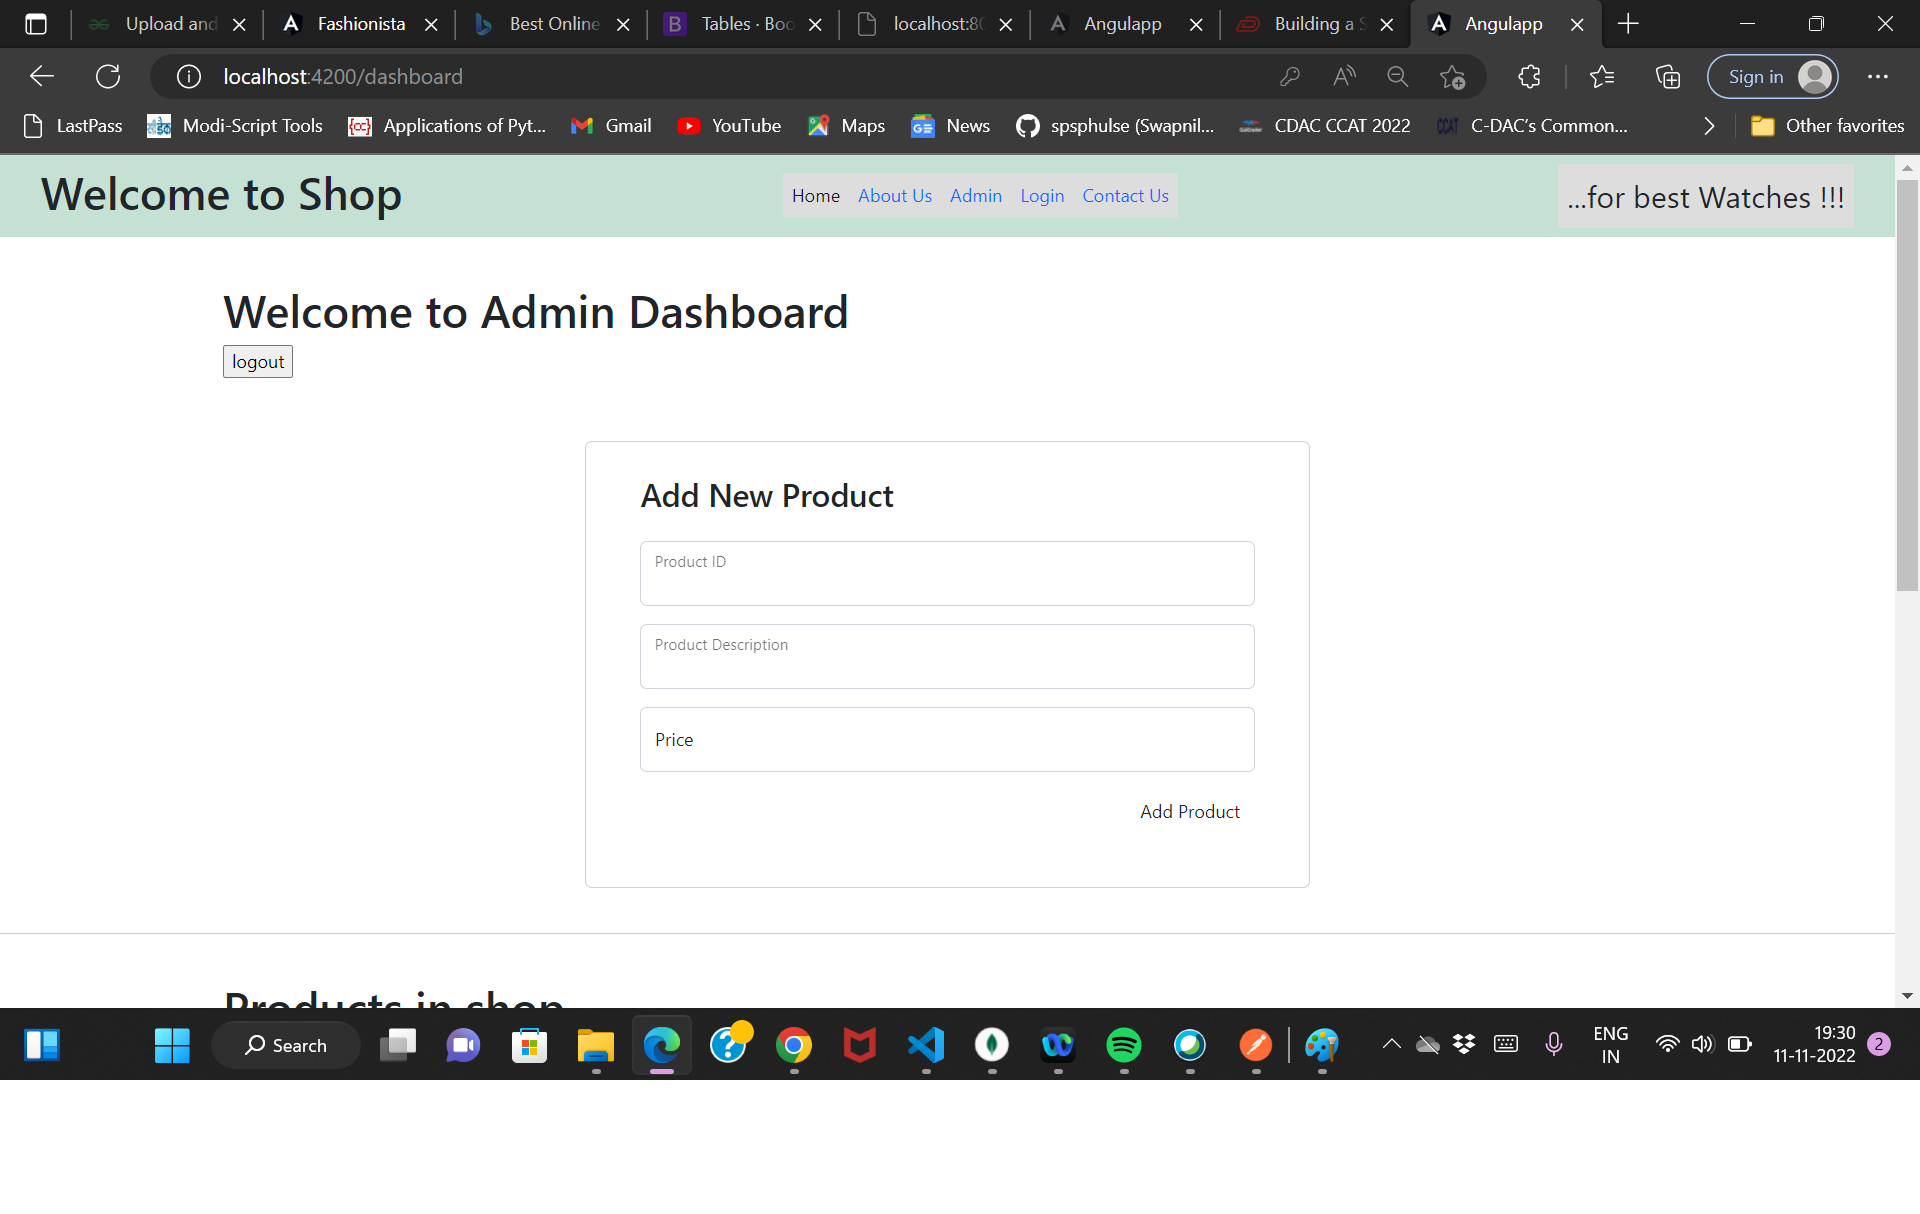 Upload and
Fashionista
Best Online
Tables · Boo
localhost:80
Angulapp
Building a S
Angulapp
localhost:4200/dashboard
Sign in
LastPass
Modi-Script Tools
Applications of Pyt...
Gmail
YouTube
Maps
News
spsphulse (Swapnil...
CDAC CCAT 2022
C-DAC's Common...
Other favorites
Welcome to Shop
Home About Us Admin Login Contact Us
...for best Watches !!!
Welcome to Admin Dashboard
logout
Add New Product
Product ID
Product Description
Price
Add Product
Products in shop
Search
ENG
IN
19:30
11-11-2022
2